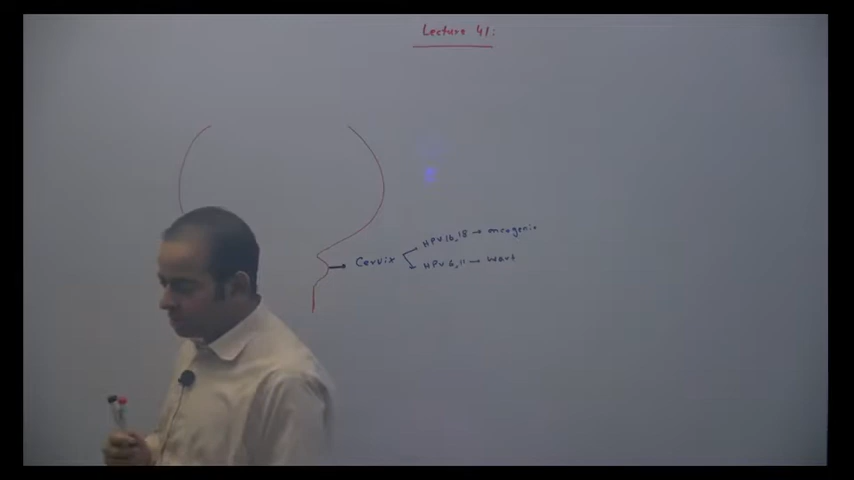 Lecture 41:
HPV 16, 18 → oncogenic
Cervix
HPV 6, 11 → Wart